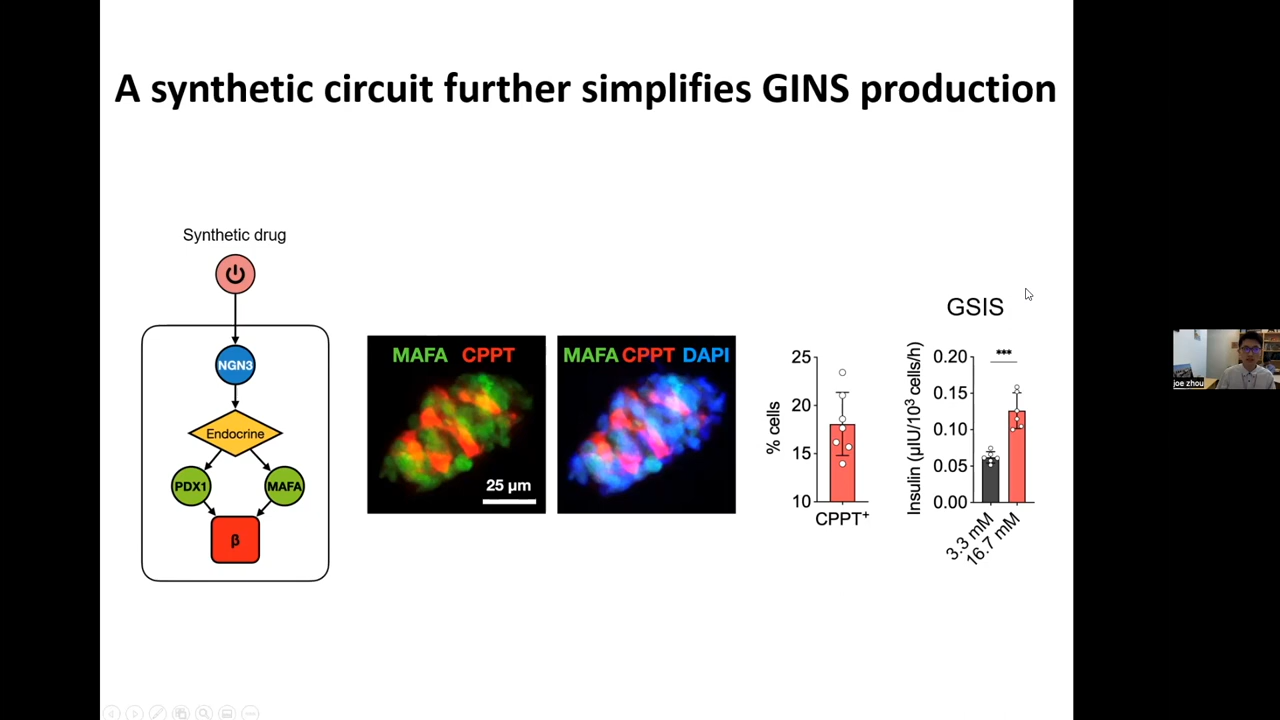 A synthetic circuit further simplifies GINS production
Synthetic drug
NGN3
Endocrine
PDX1
MAFA
β
MAFA CPPT
25 µm
MAFA CPPT DAPI
% cells
25
20
15
10
CPPT+
GSIS
Insulin (µIU/10³ cells/h)
***
0.20
0.15
0.10
0.05
0.00
3.3 mM
16.7 mM
joe zhou